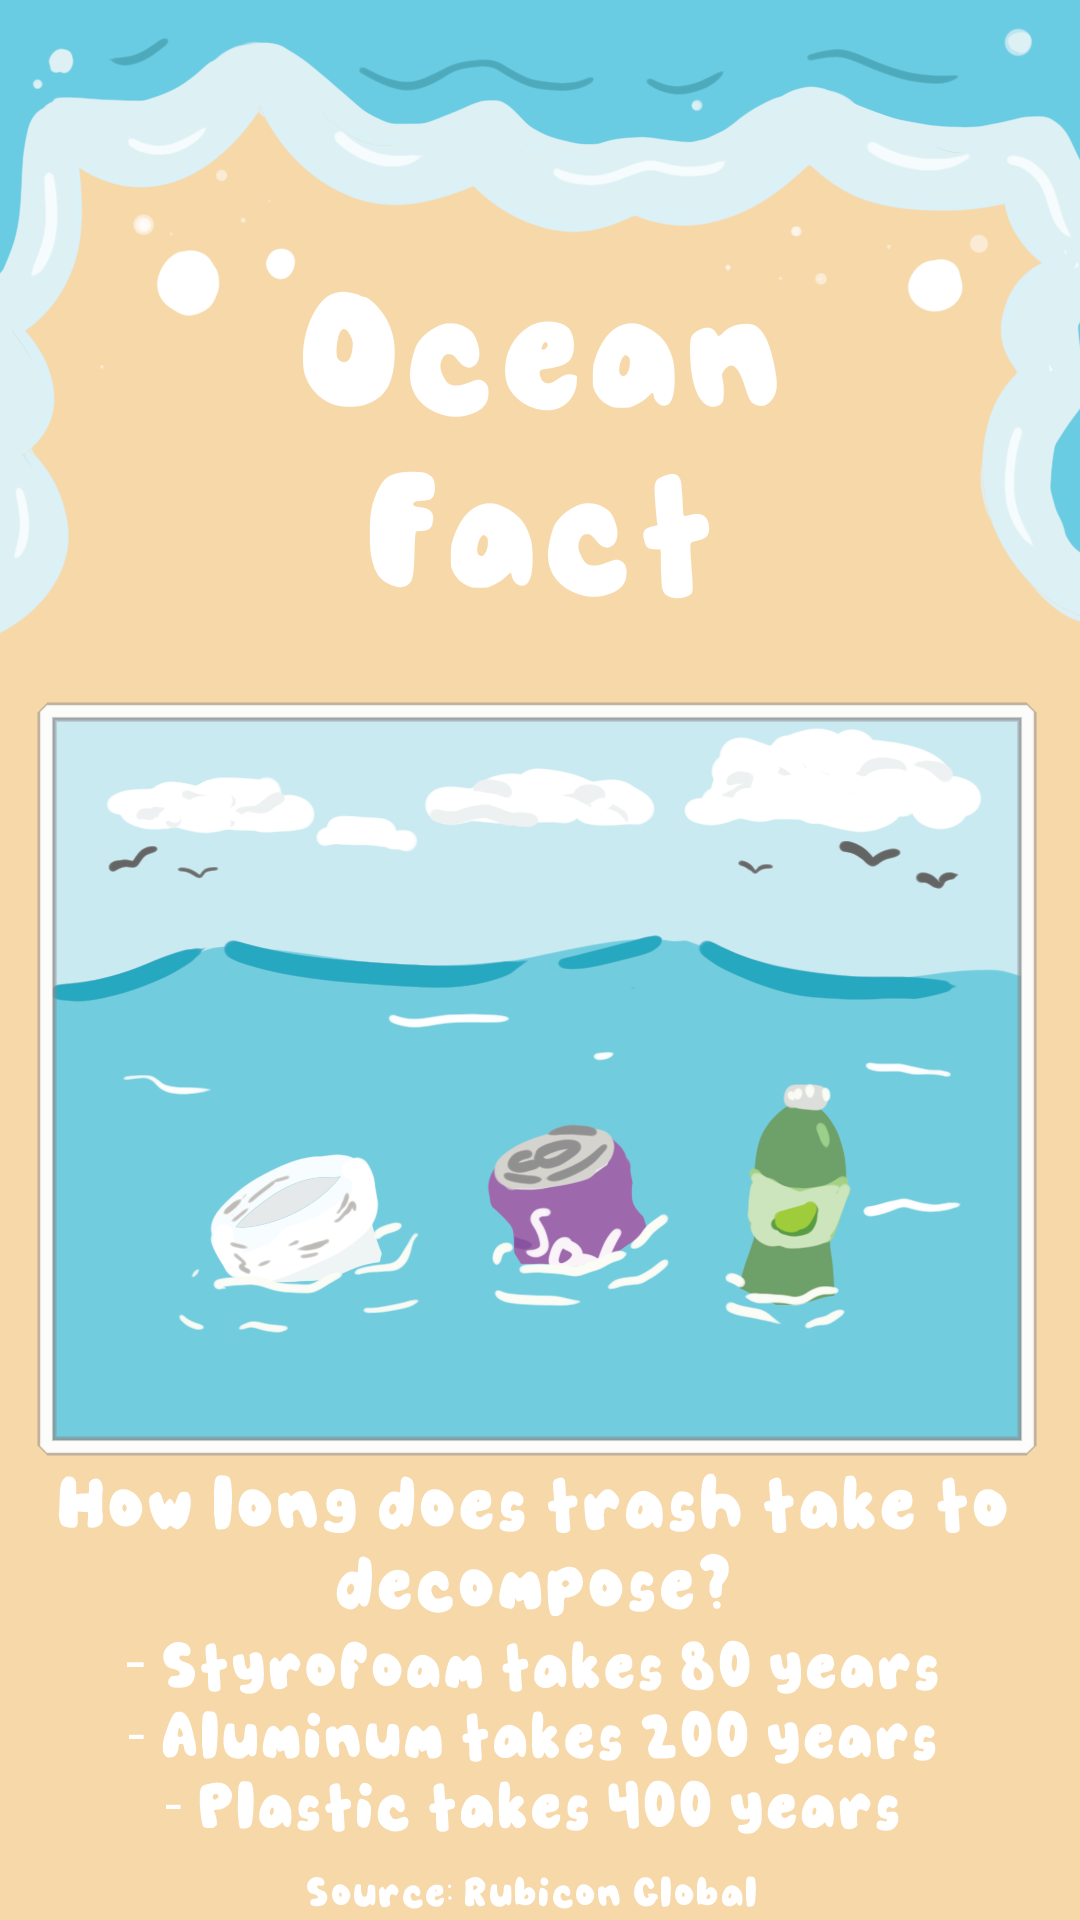 Ocean
Fact
So
How long does trash take to
decompose?
- Styrofoam takes 80 years
- Aluminum takes 200 years
- Plastic takes 400 years
Source: Rubicon Global